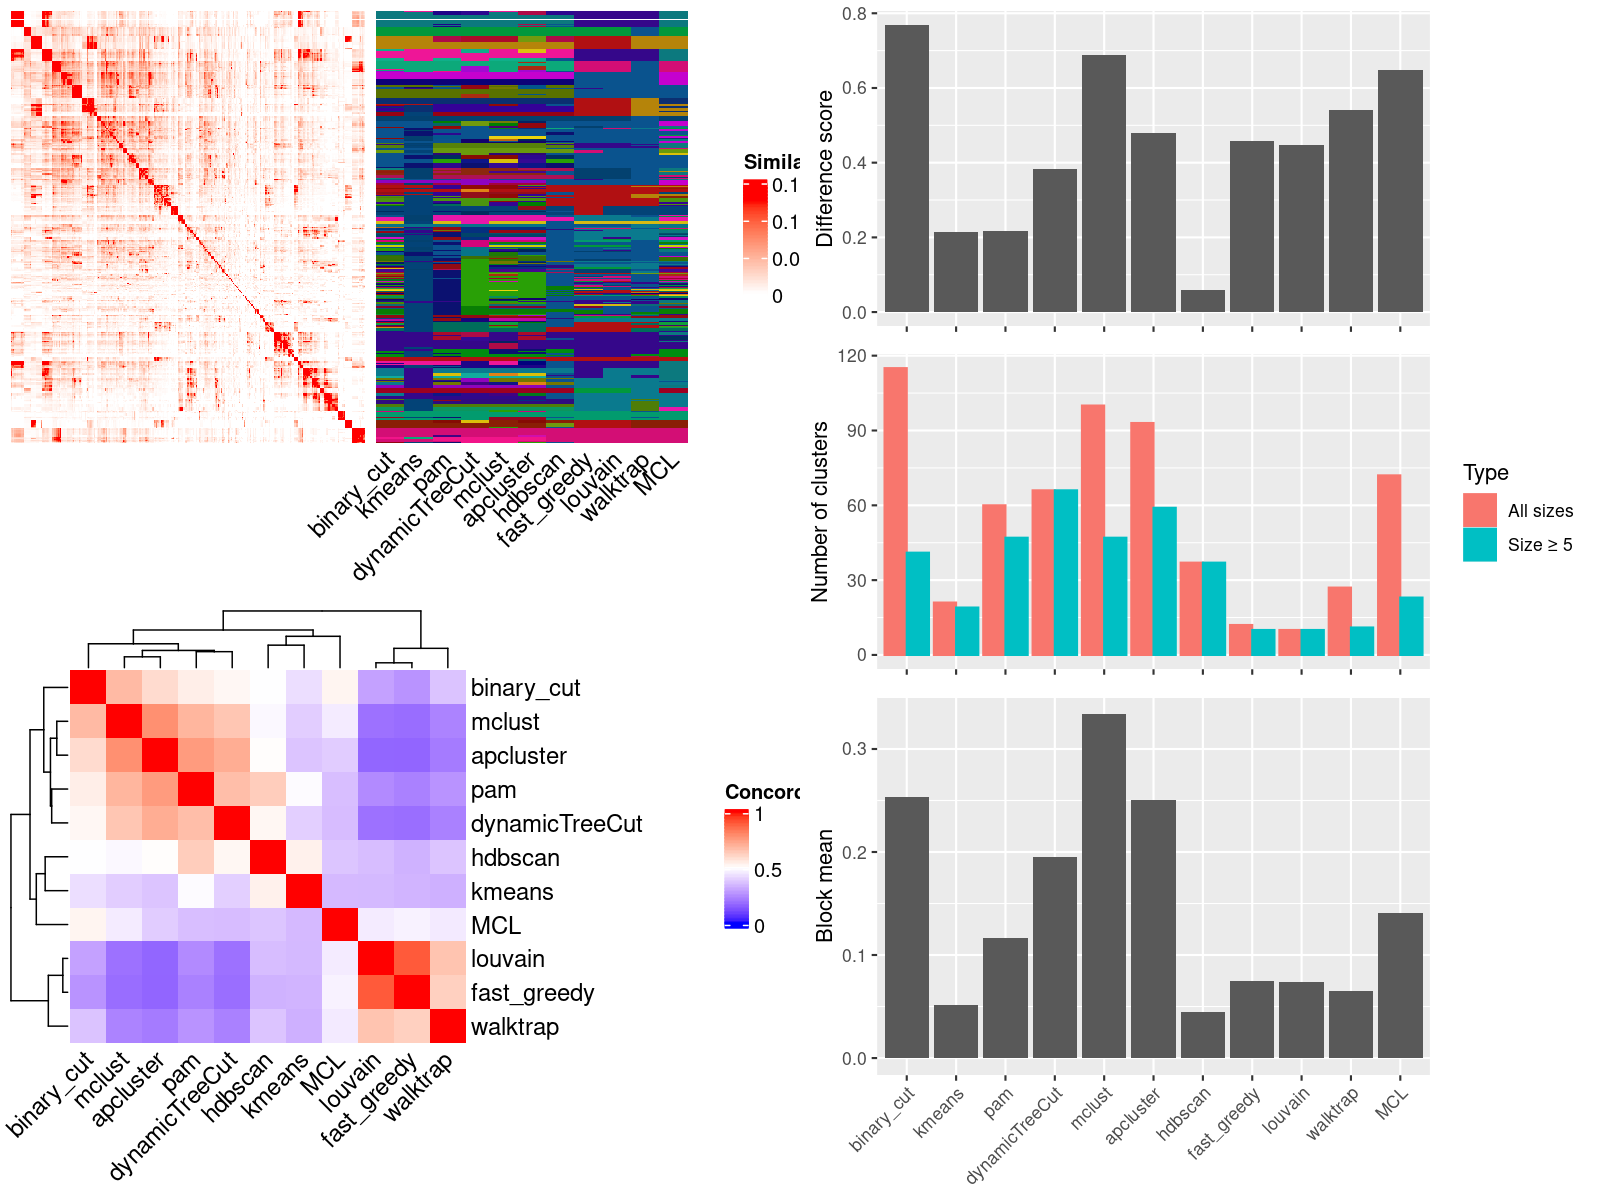 Simila
0.1
0.1
0.0
0
binary_cut
kmeans
pam
dynamicTreeCut
mclust
apcluster
hdbscan
fast_greedy
louvain
walktrap
MCL
binary_cut
mclust
apcluster
pam
dynamicTreeCut
hdbscan
kmeans
MCL
louvain
fast_greedy
walktrap
binary_cut
mclust
apcluster
pam
dynamicTreeCut
hdbscan
kmeans
MCL
louvain
fast_greedy
walktrap
Concord
1
0.5
0
Difference score
0.8
0.6
0.4
0.2
0.0
Number of clusters
120
90
60
30
0
Type
All sizes
Size ≥ 5
Block mean
0.3
0.2
0.1
0.0
binary_cut
kmeans
pam
dynamicTreeCut
mclust
apcluster
hdbscan
fast_greedy
louvain
walktrap
MCL